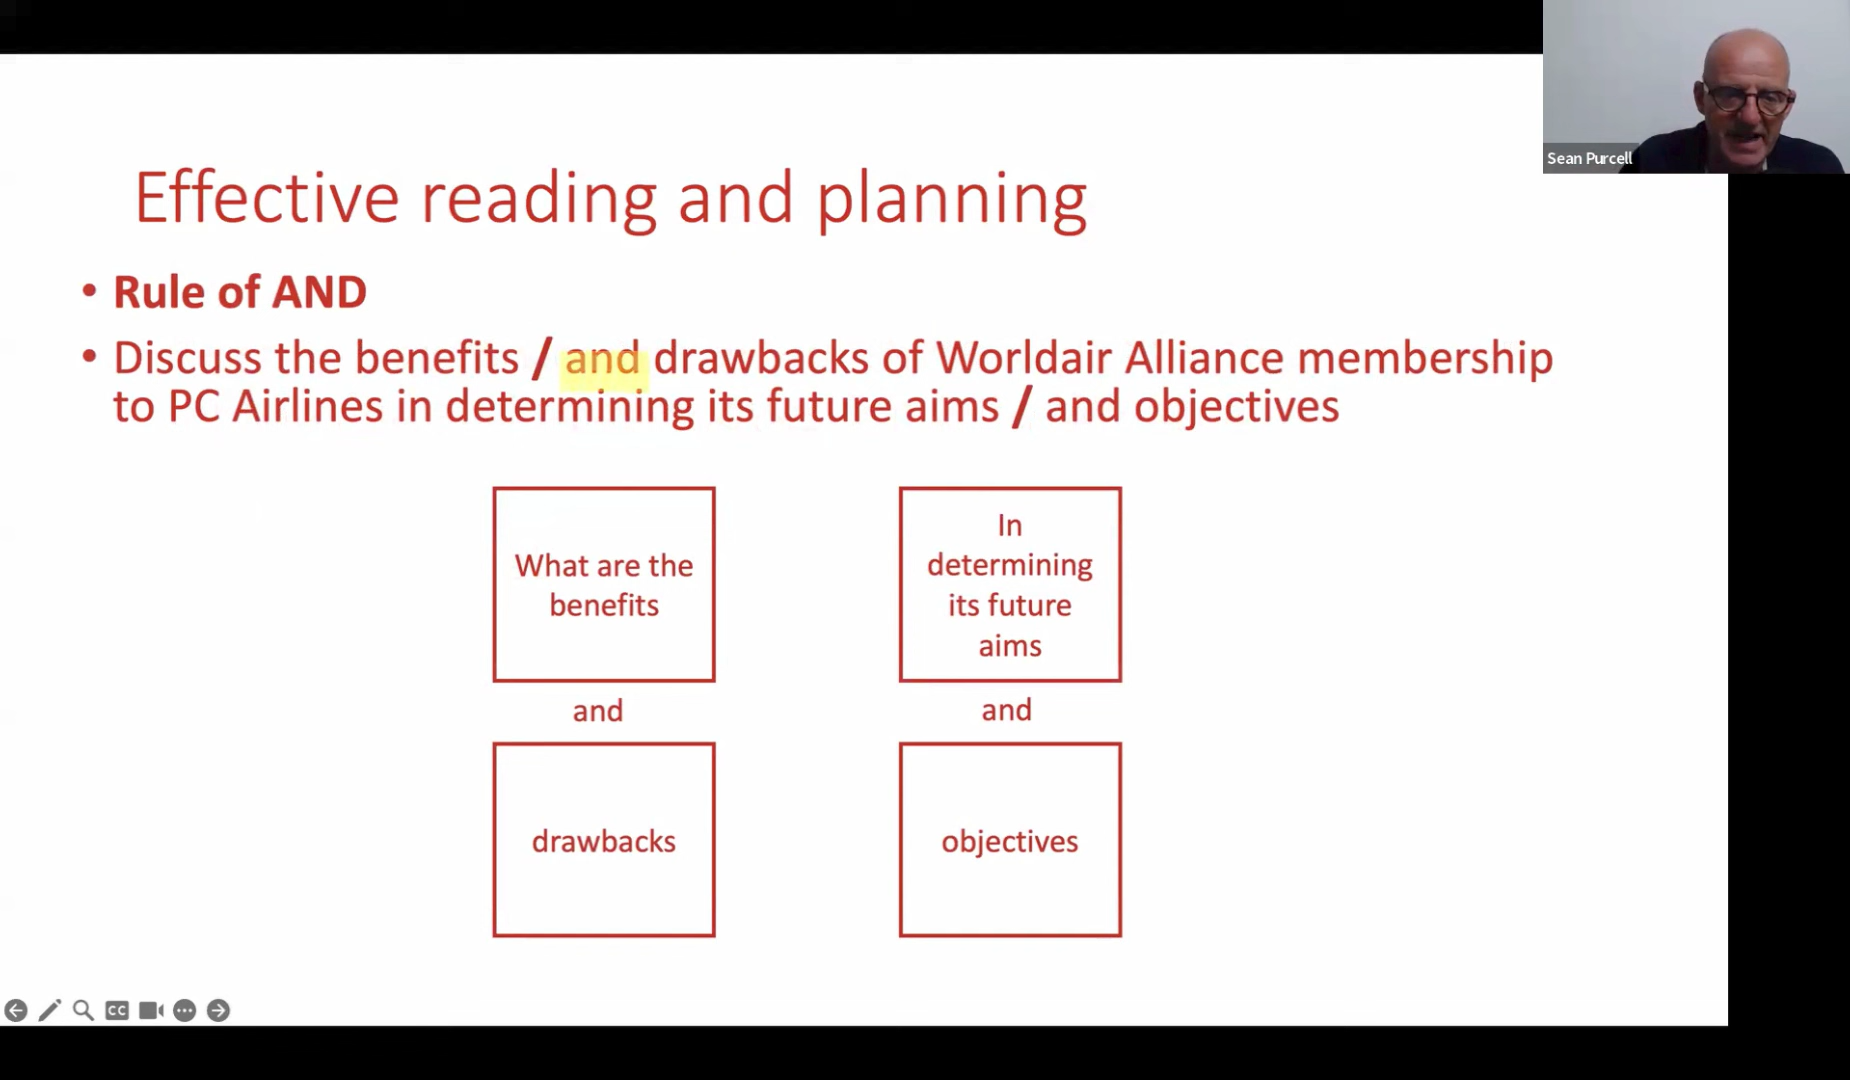 Sean Purcell
Effective reading and planning
• Rule of AND
• Discuss the benefits / and drawbacks of Worldair Alliance membership
to PC Airlines in determining its future aims / and objectives
What are the
benefits
and
drawbacks
In
determining
its future
aims
and
objectives
CC